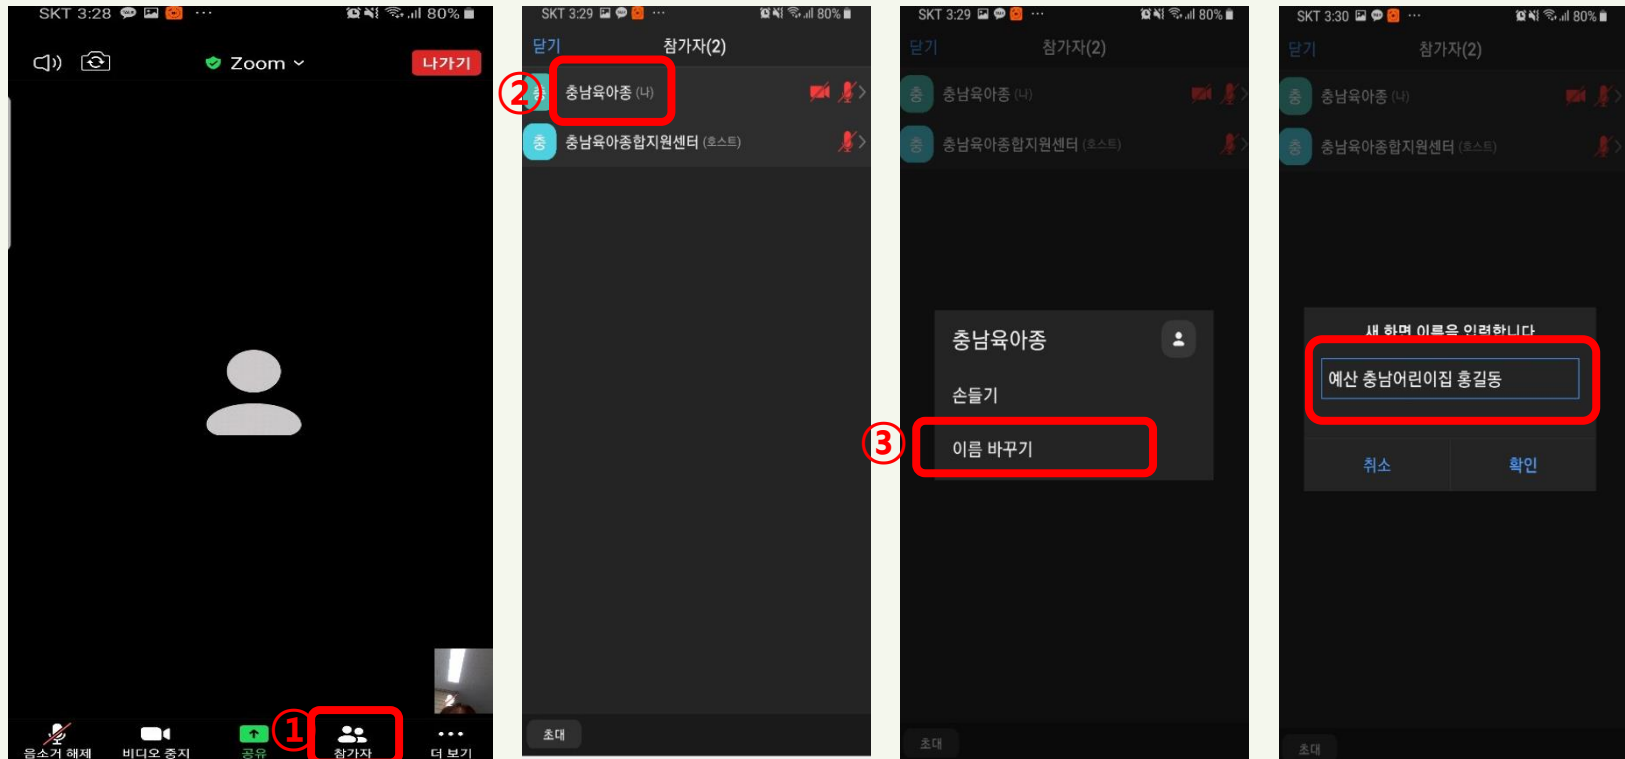 SKT 3:28 ··· 80%
Zoom
나가기
음소거 해제
비디오 중지
공유
①
참가자
더 보기
SKT 3:29 ··· 80%
닫기
참가자(2)
②
충
충남육아종 (나)
충
충남육아종합지원센터 (호스트)
초대
SKT 3:29 ··· 80%
닫기
참가자(2)
충
충남육아종 (나)
충
충남육아종합지원센터 (호스트)
충남육아종
손들기
③
이름 바꾸기
초대
SKT 3:30 ··· 80%
닫기
참가자(2)
충
충남육아종 (나)
충
충남육아종합지원센터 (호스트)
새 화면 이름을 입력합니다
예산 충남어린이집 홍길동
취소
확인
초대